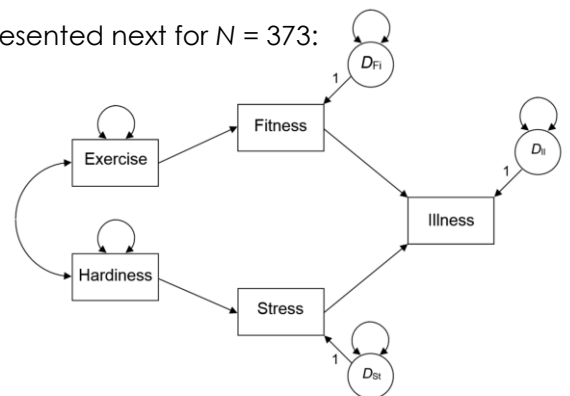 esented next for N = 373:
DFi
1
Fitness
Exercise
DIl
1
Illness
Hardiness
Stress
1
DSt